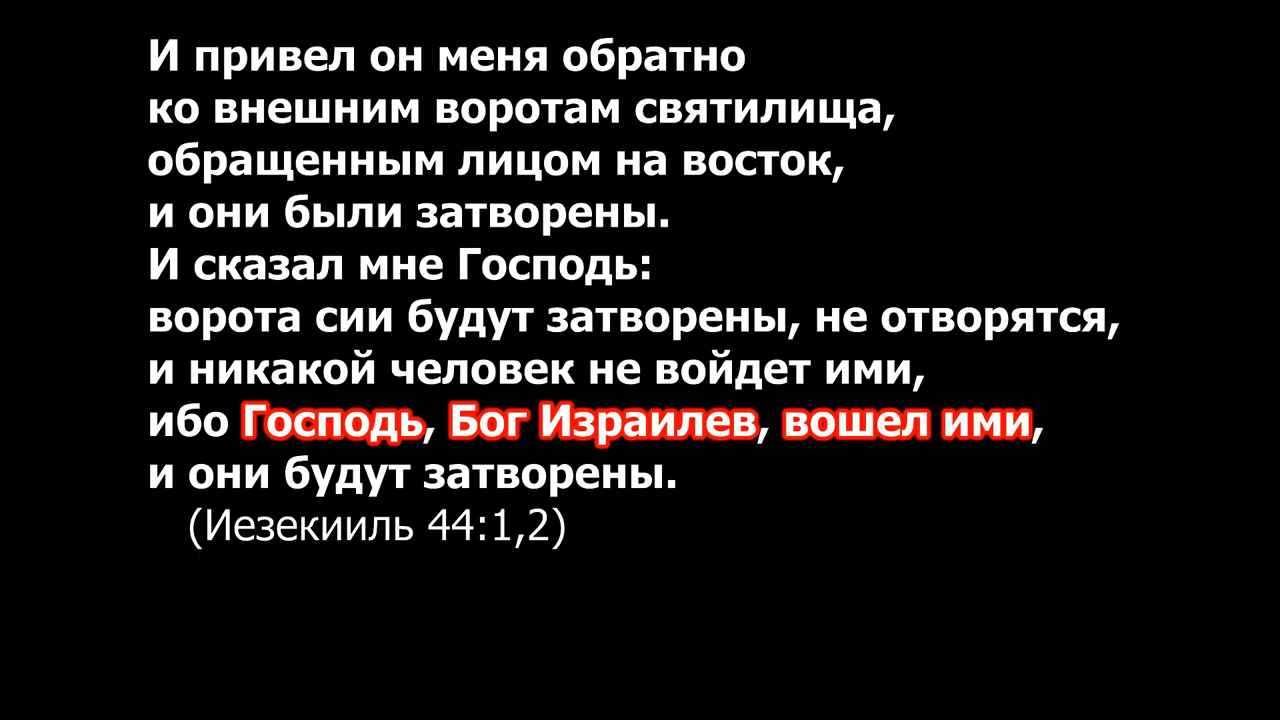 И привел он меня обратно
ко внешним воротам святилища,
обращенным лицом на восток,
и они были затворены.
И сказал мне Господь:
ворота сии будут затворены, не отворятся,
и никакой человек не войдет ими,
ибо Господь, Бог Израилев, вошел ими,
и они будут затворены.
(Иезекииль 44:1,2)